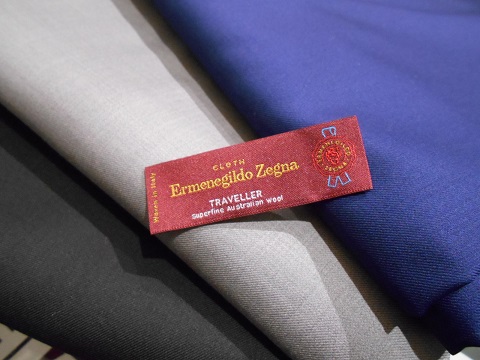 CLOTH
Ermenegildo Zegna
TRAVELLER
Superfine Australian Wool
Woven in Italy